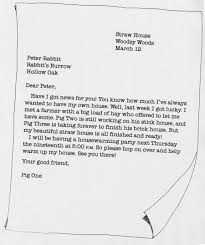 Straw House
Woodsy Woods
March 12
Peter Rabbit
Rabbit's Burrow
Hollow Oak
Dear Peter,
Have I got news for you! You know how much I've always
wanted to have my own house. Well, last week I got lucky. I
met a farmer with a big load of hay who offered to let me
have some. Pig Two is still working on his stick house, and
Pig Three is taking forever to finish his brick house. But
my beautiful straw house is all finished and ready!
I will be having a housewarming party next Thursday
the nineteenth at 5:00 P.M. So please hop on over and help
warm up my house. See you there!
Your good friend,
Pig One